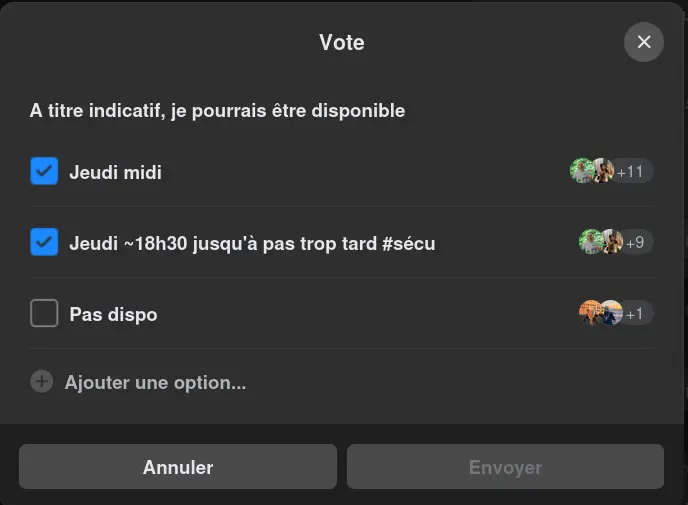 Vote
A titre indicatif, je pourrais être disponible
Jeudi midi
+11
Jeudi ~18h30 jusqu'à pas trop tard #sécu
+9
Pas dispo
+1
Ajouter une option...
Annuler
Envoyer